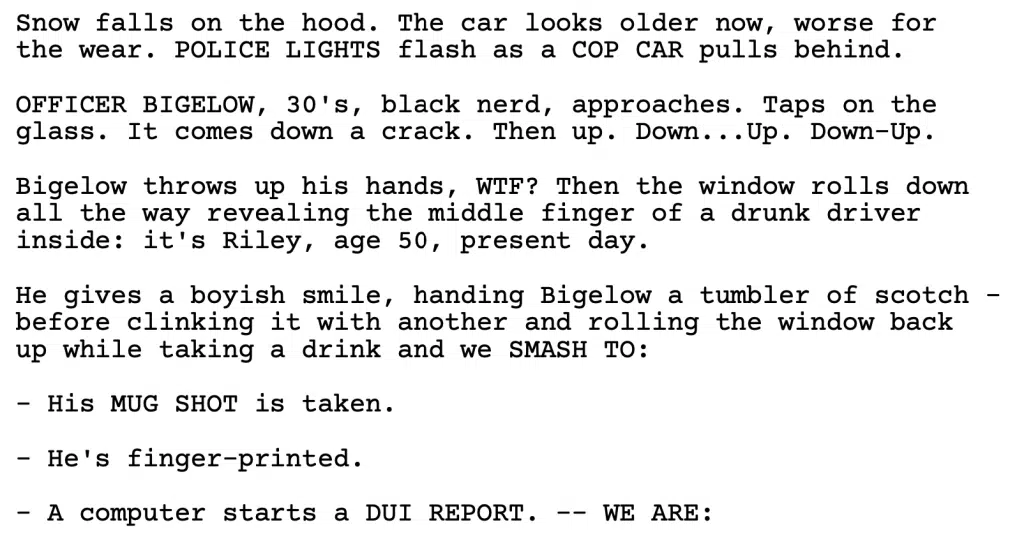 Snow falls on the hood. The car looks older now, worse for
the wear. POLICE LIGHTS flash as a COP CAR pulls behind.
OFFICER BIGELOW, 30's, black nerd, approaches. Taps on the
glass. It comes down a crack. Then up. Down...Up. Down-Up.
Bigelow throws up his hands, WTF? Then the window rolls down
all the way revealing the middle finger of a drunk driver
inside: it's Riley, age 50, present day.
He gives a boyish smile, handing Bigelow a tumbler of scotch -
before clinking it with another and rolling the window back
up while taking a drink and we SMASH TO:
- His MUG SHOT is taken.
- He's finger-printed.
- A computer starts a DUI REPORT. -- WE ARE: